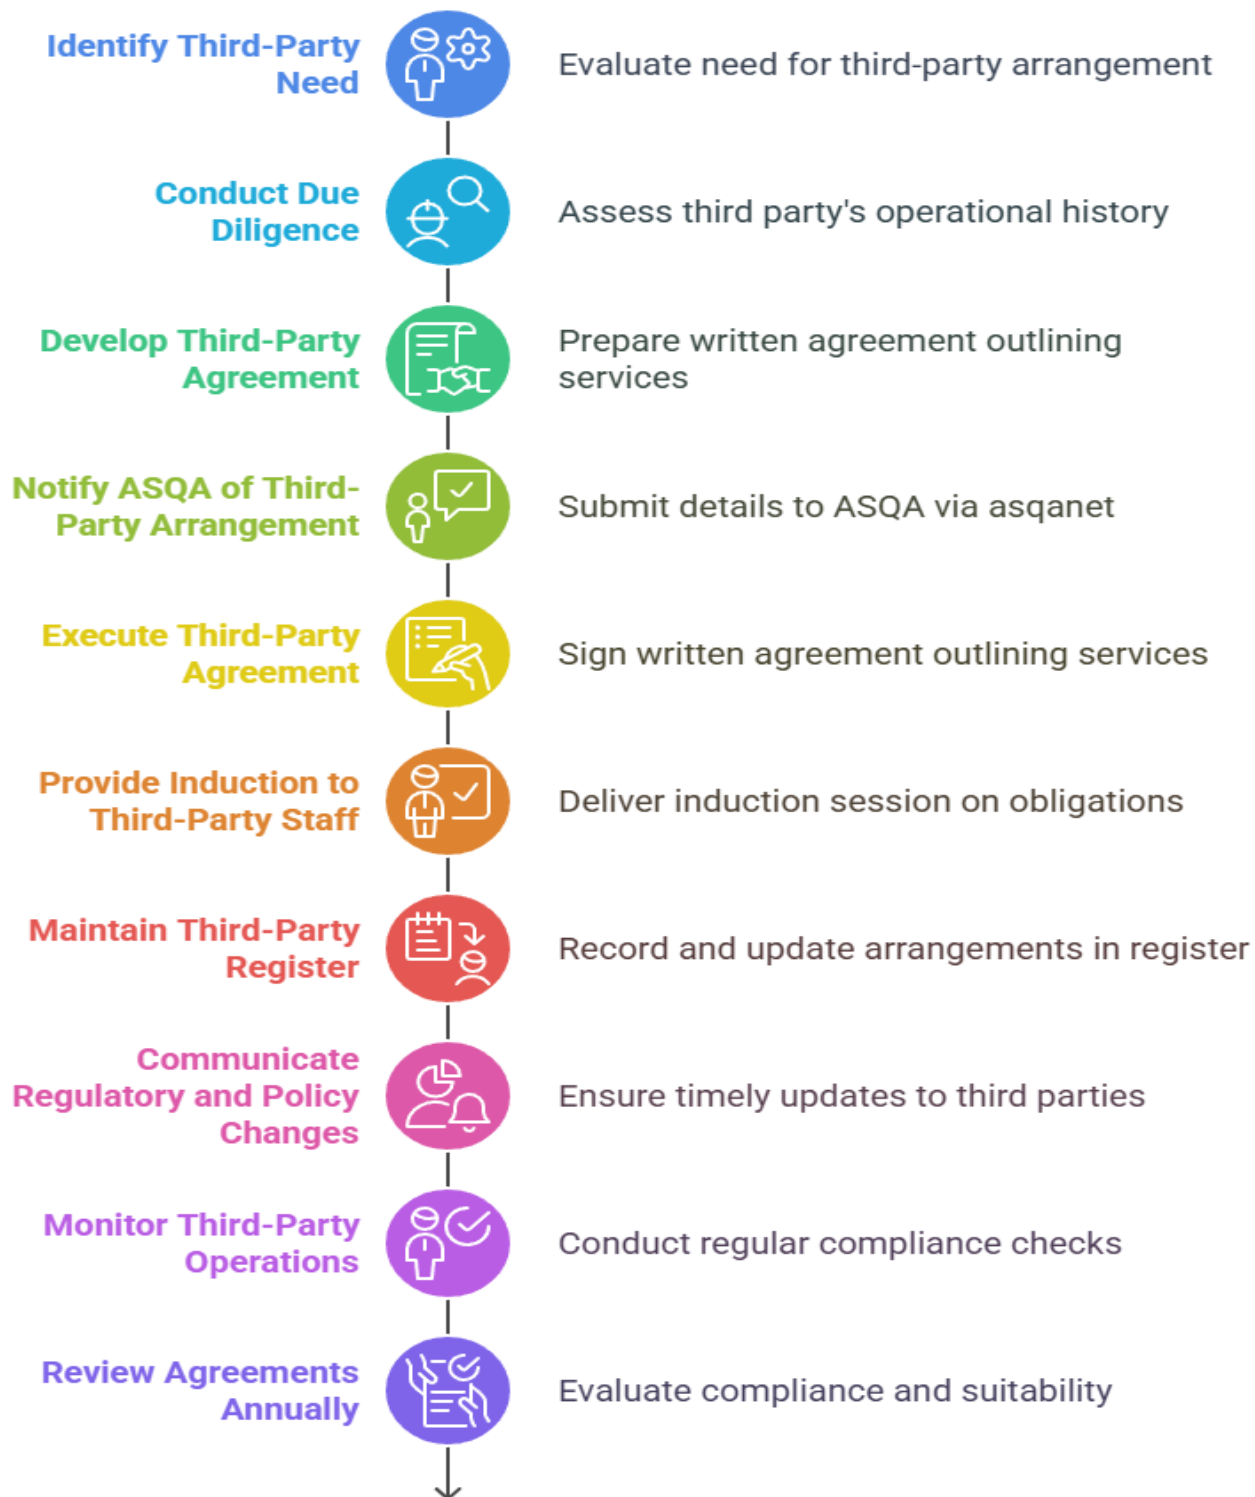 Identify Third-Party
Need
Evaluate need for third-party arrangement
Conduct Due
Diligence
Assess third party's operational history
Develop Third-Party
Agreement
Prepare written agreement outlining
services
Notify ASQA of Third-
Party Arrangement
Submit details to ASQA via asqanet
Execute Third-Party
Agreement
Sign written agreement outlining services
Provide Induction to
Third-Party Staff
Deliver induction session on obligations
Maintain Third-Party
Register
Record and update arrangements in register
Communicate
Regulatory and Policy
Changes
Ensure timely updates to third parties
Monitor Third-Party
Operations
Conduct regular compliance checks
Review Agreements
Annually
Evaluate compliance and suitability